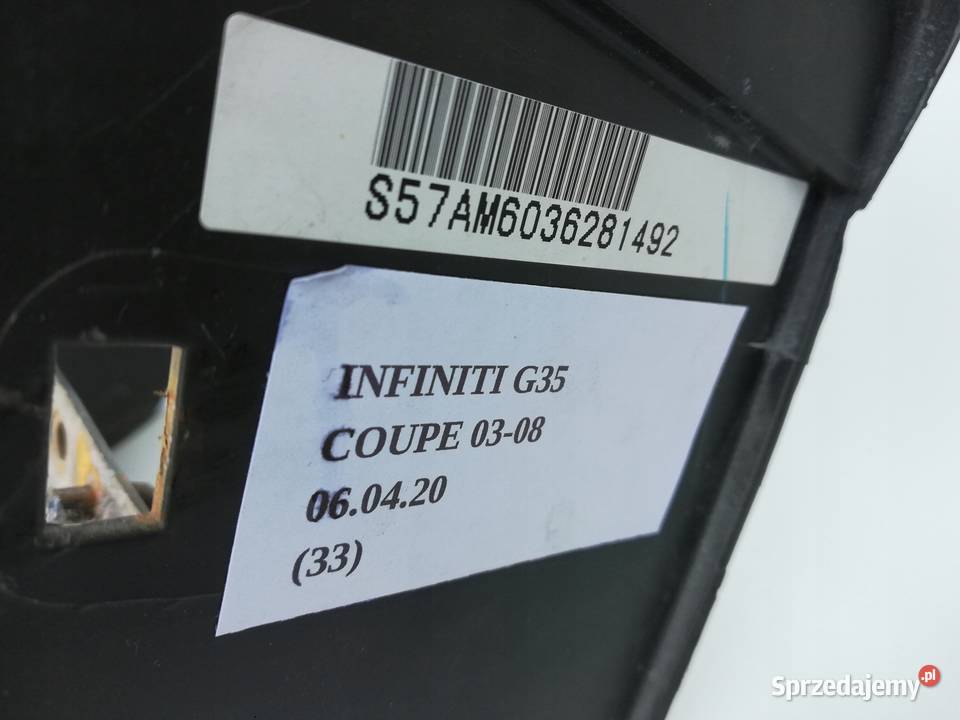 S57AM6036281492
INFINITI G35
COUPE 03-08
06.04.20
(33)
Sprzedajemy.pl